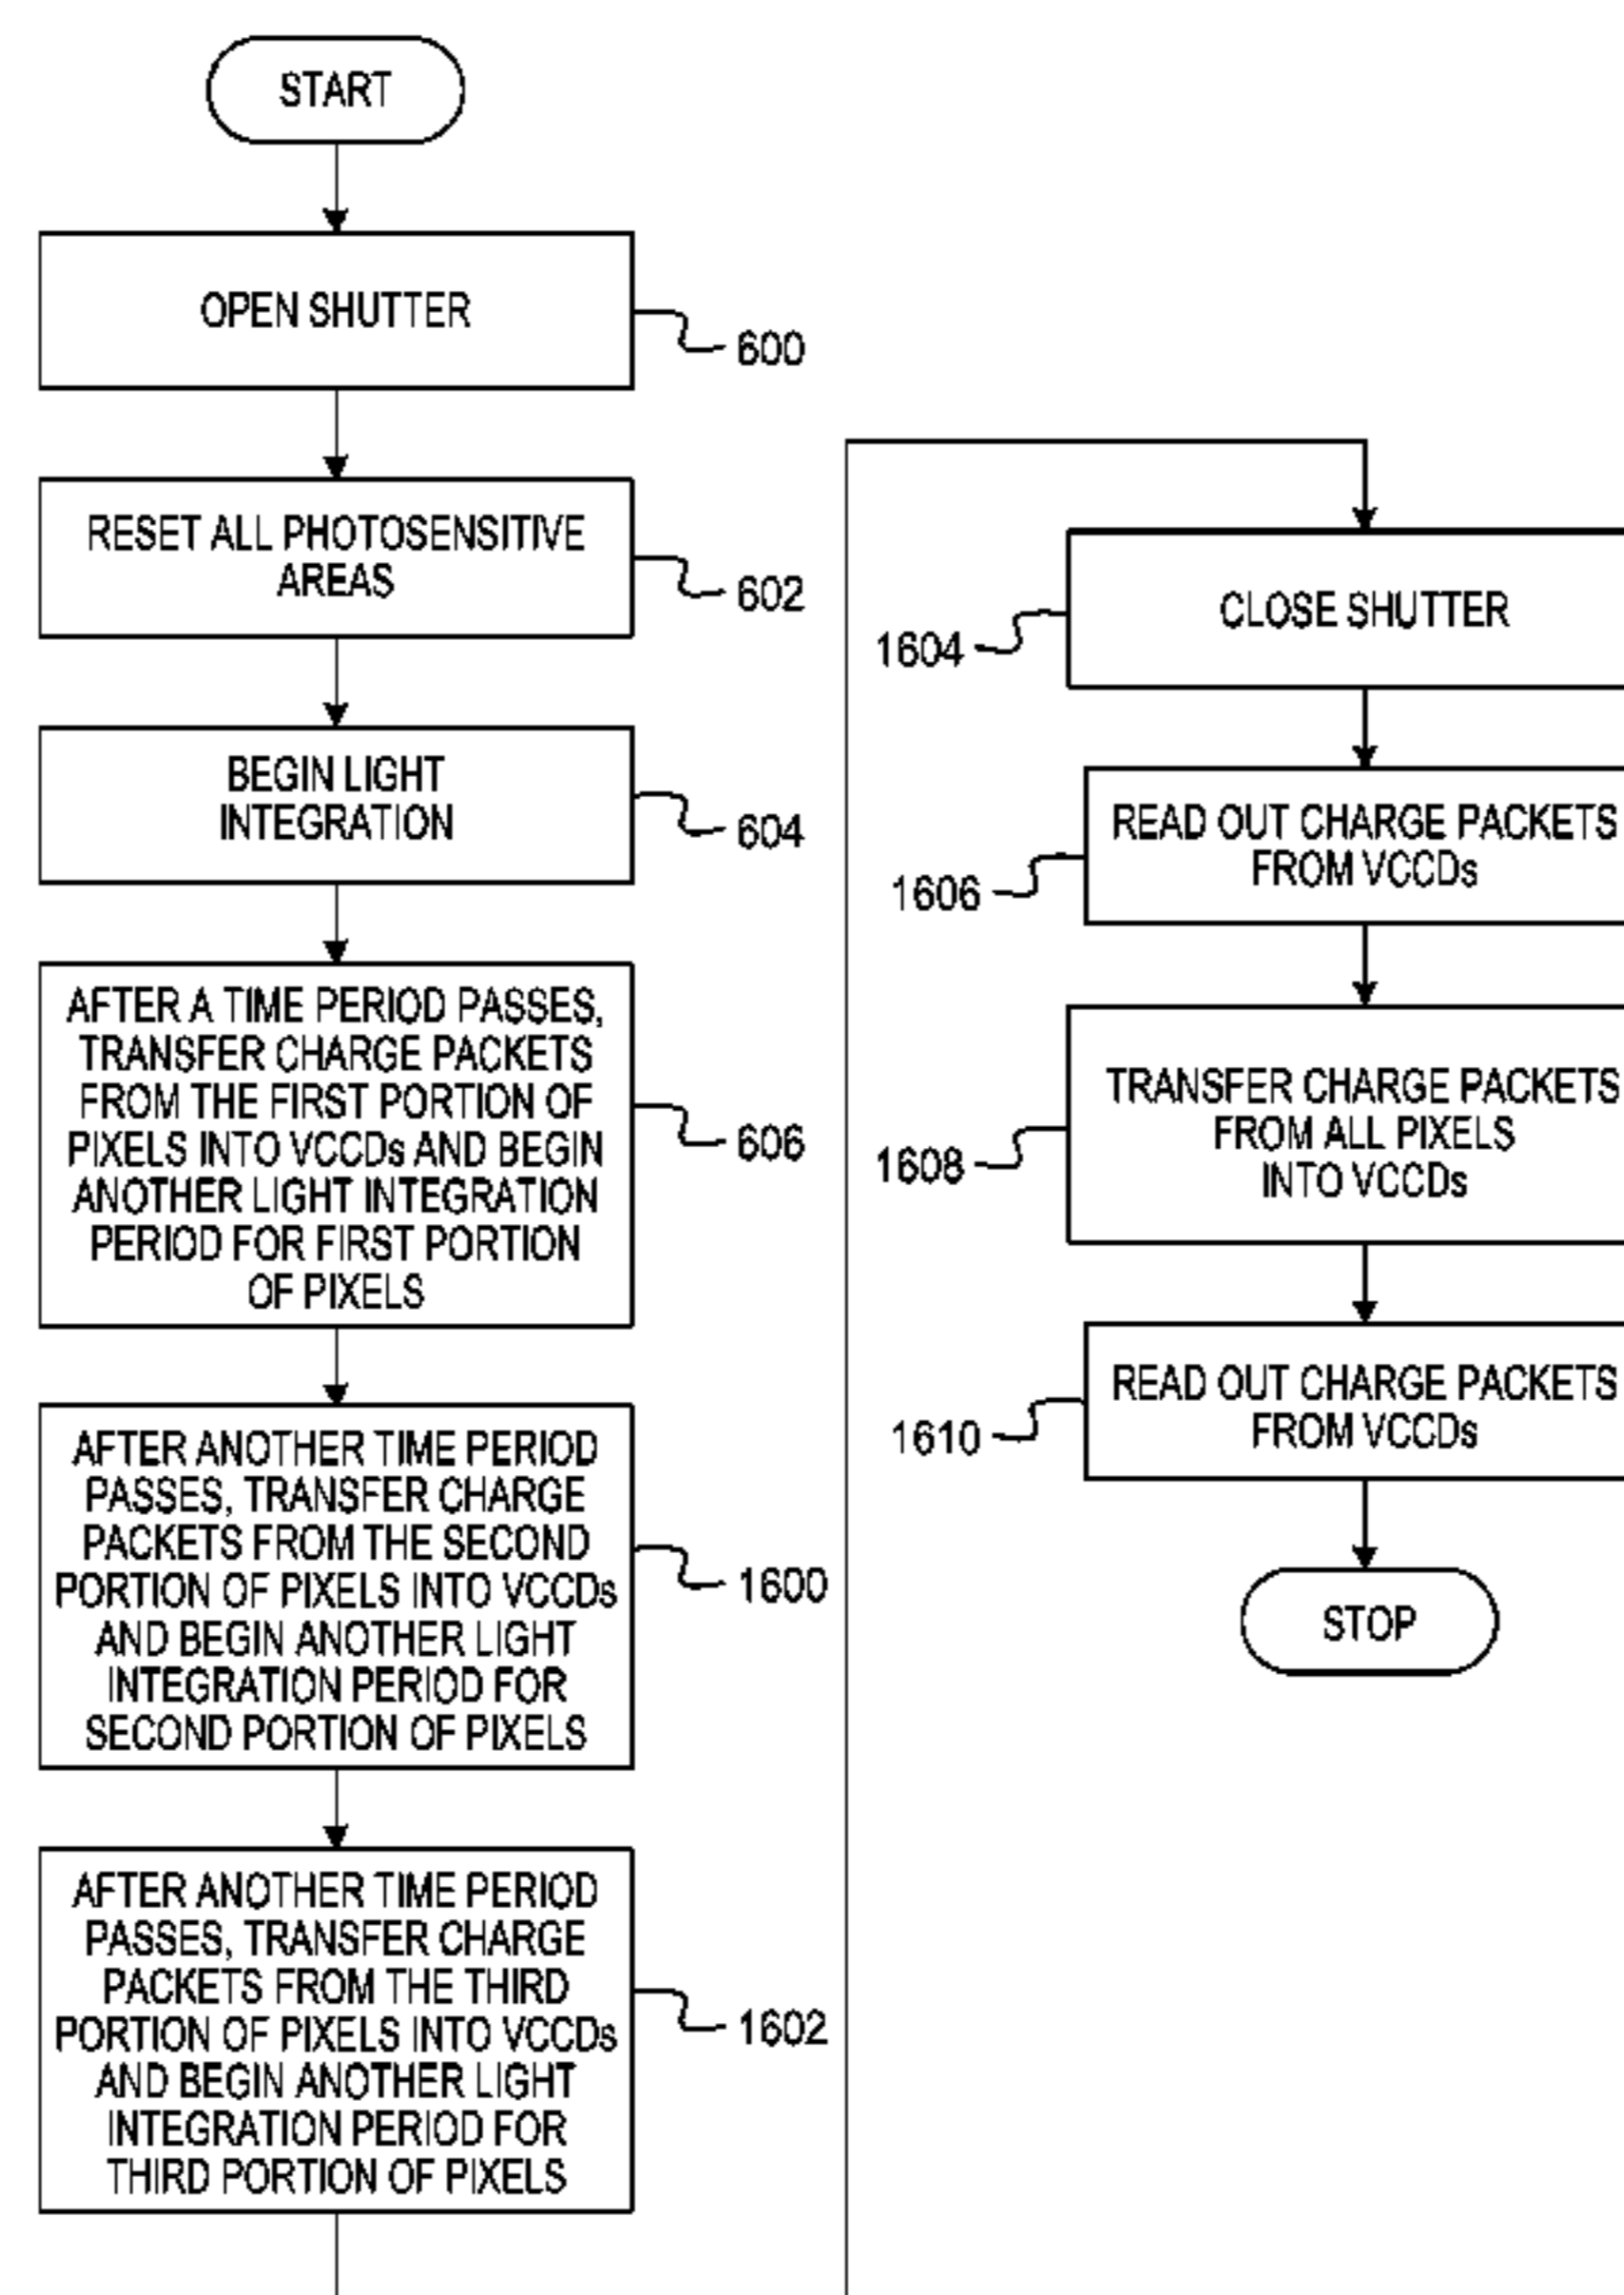 START
OPEN SHUTTER
600
RESET ALL PHOTOSENSITIVE
AREAS
602
BEGIN LIGHT
INTEGRATION
604
AFTER A TIME PERIOD PASSES,
TRANSFER CHARGE PACKETS
FROM THE FIRST PORTION OF
PIXELS INTO VCCDs AND BEGIN
ANOTHER LIGHT INTEGRATION
PERIOD FOR FIRST PORTION
OF PIXELS
606
AFTER ANOTHER TIME PERIOD
PASSES, TRANSFER CHARGE
PACKETS FROM THE SECOND
PORTION OF PIXELS INTO VCCDs
AND BEGIN ANOTHER LIGHT
INTEGRATION PERIOD FOR
SECOND PORTION OF PIXELS
1600
AFTER ANOTHER TIME PERIOD
PASSES, TRANSFER CHARGE
PACKETS FROM THE THIRD
PORTION OF PIXELS INTO VCCDs
AND BEGIN ANOTHER LIGHT
INTEGRATION PERIOD FOR
THIRD PORTION OF PIXELS
1602
CLOSE SHUTTER
1604
READ OUT CHARGE PACKETS
FROM VCCDs
1606
TRANSFER CHARGE PACKETS
FROM ALL PIXELS
INTO VCCDs
1608
READ OUT CHARGE PACKETS
FROM VCCDs
1610
STOP